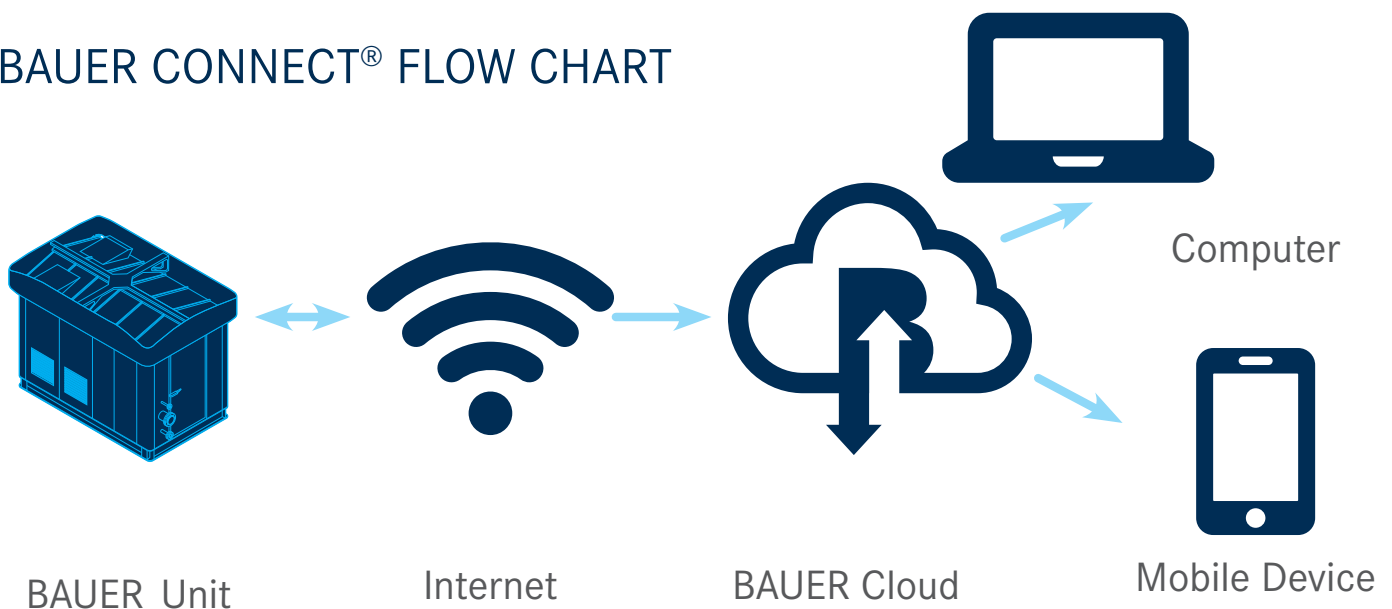 BAUER CONNECT® FLOW CHART
Computer
B
BAUER Unit
Internet
BAUER Cloud
Mobile Device